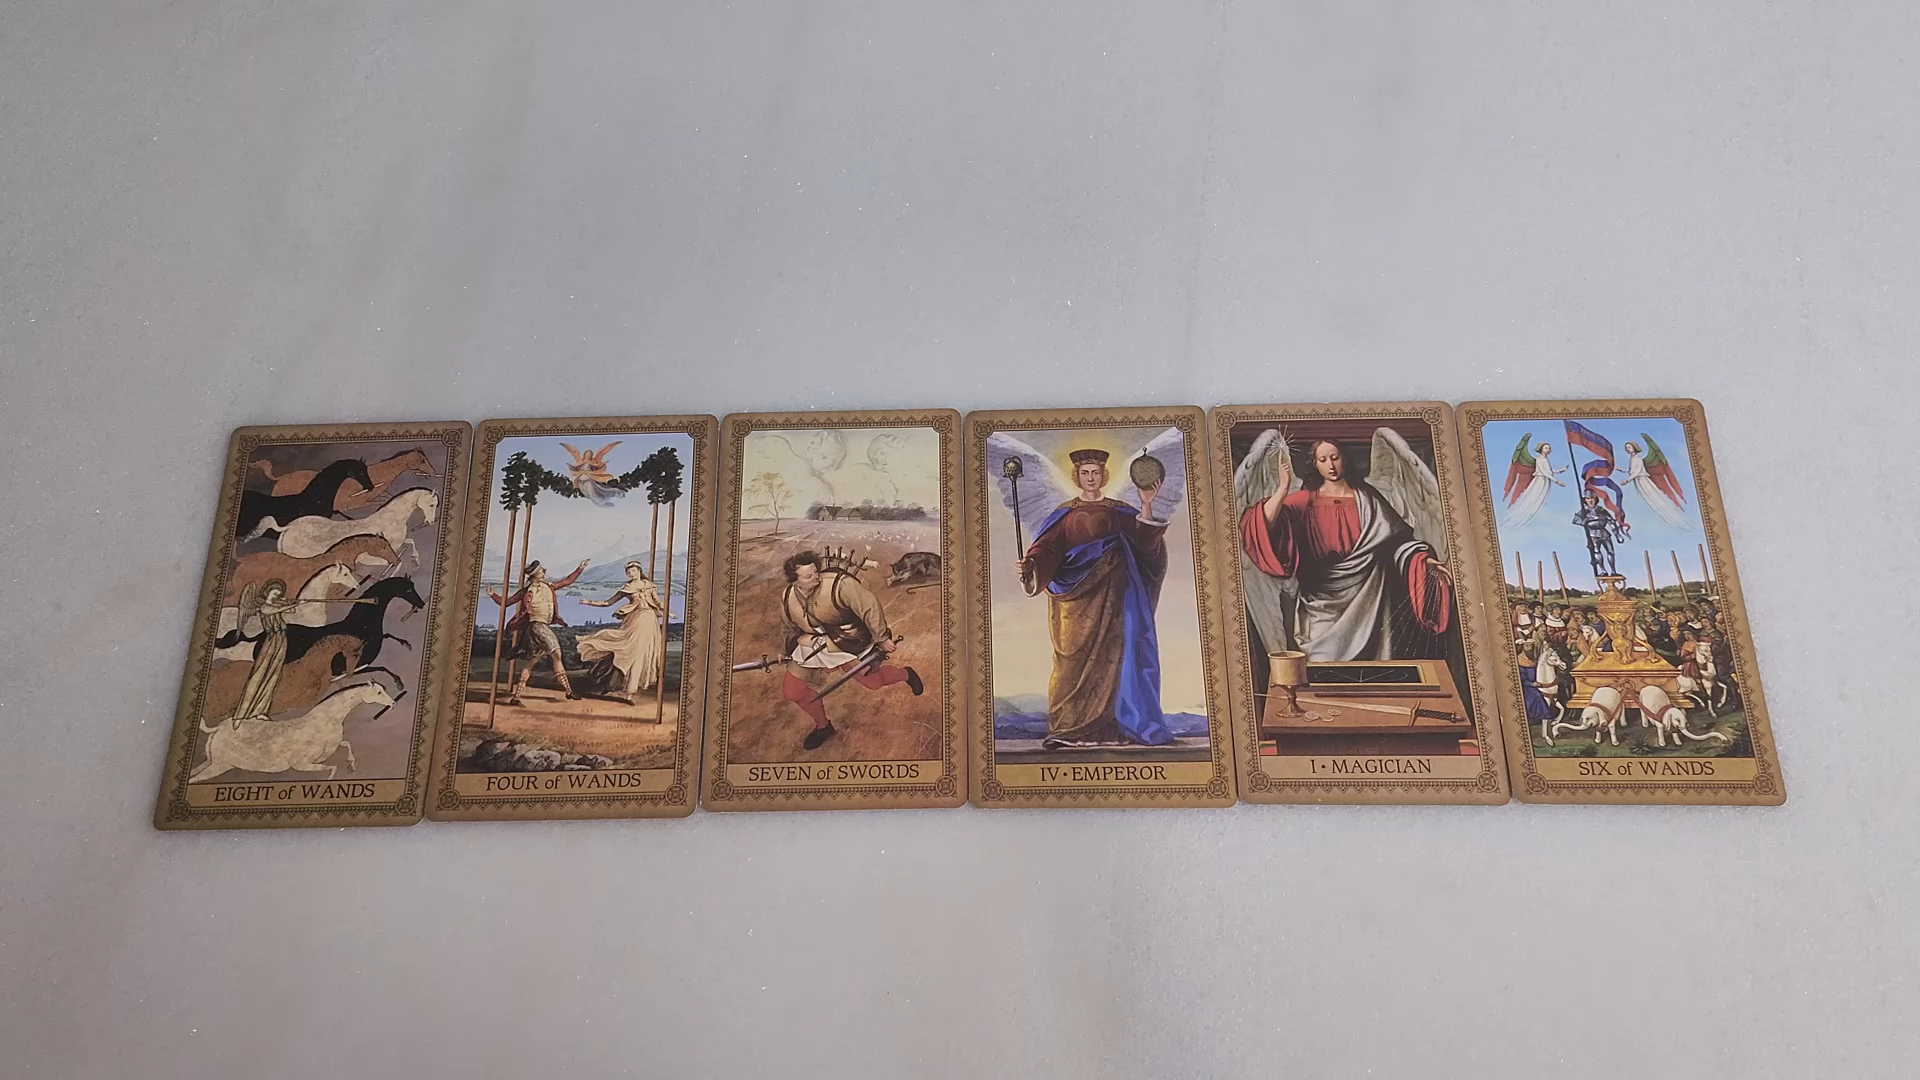 EIGHT of WANDS
FOUR of WANDS
SEVEN of SWORDS
IV • EMPEROR
I • MAGICIAN
SIX of WANDS